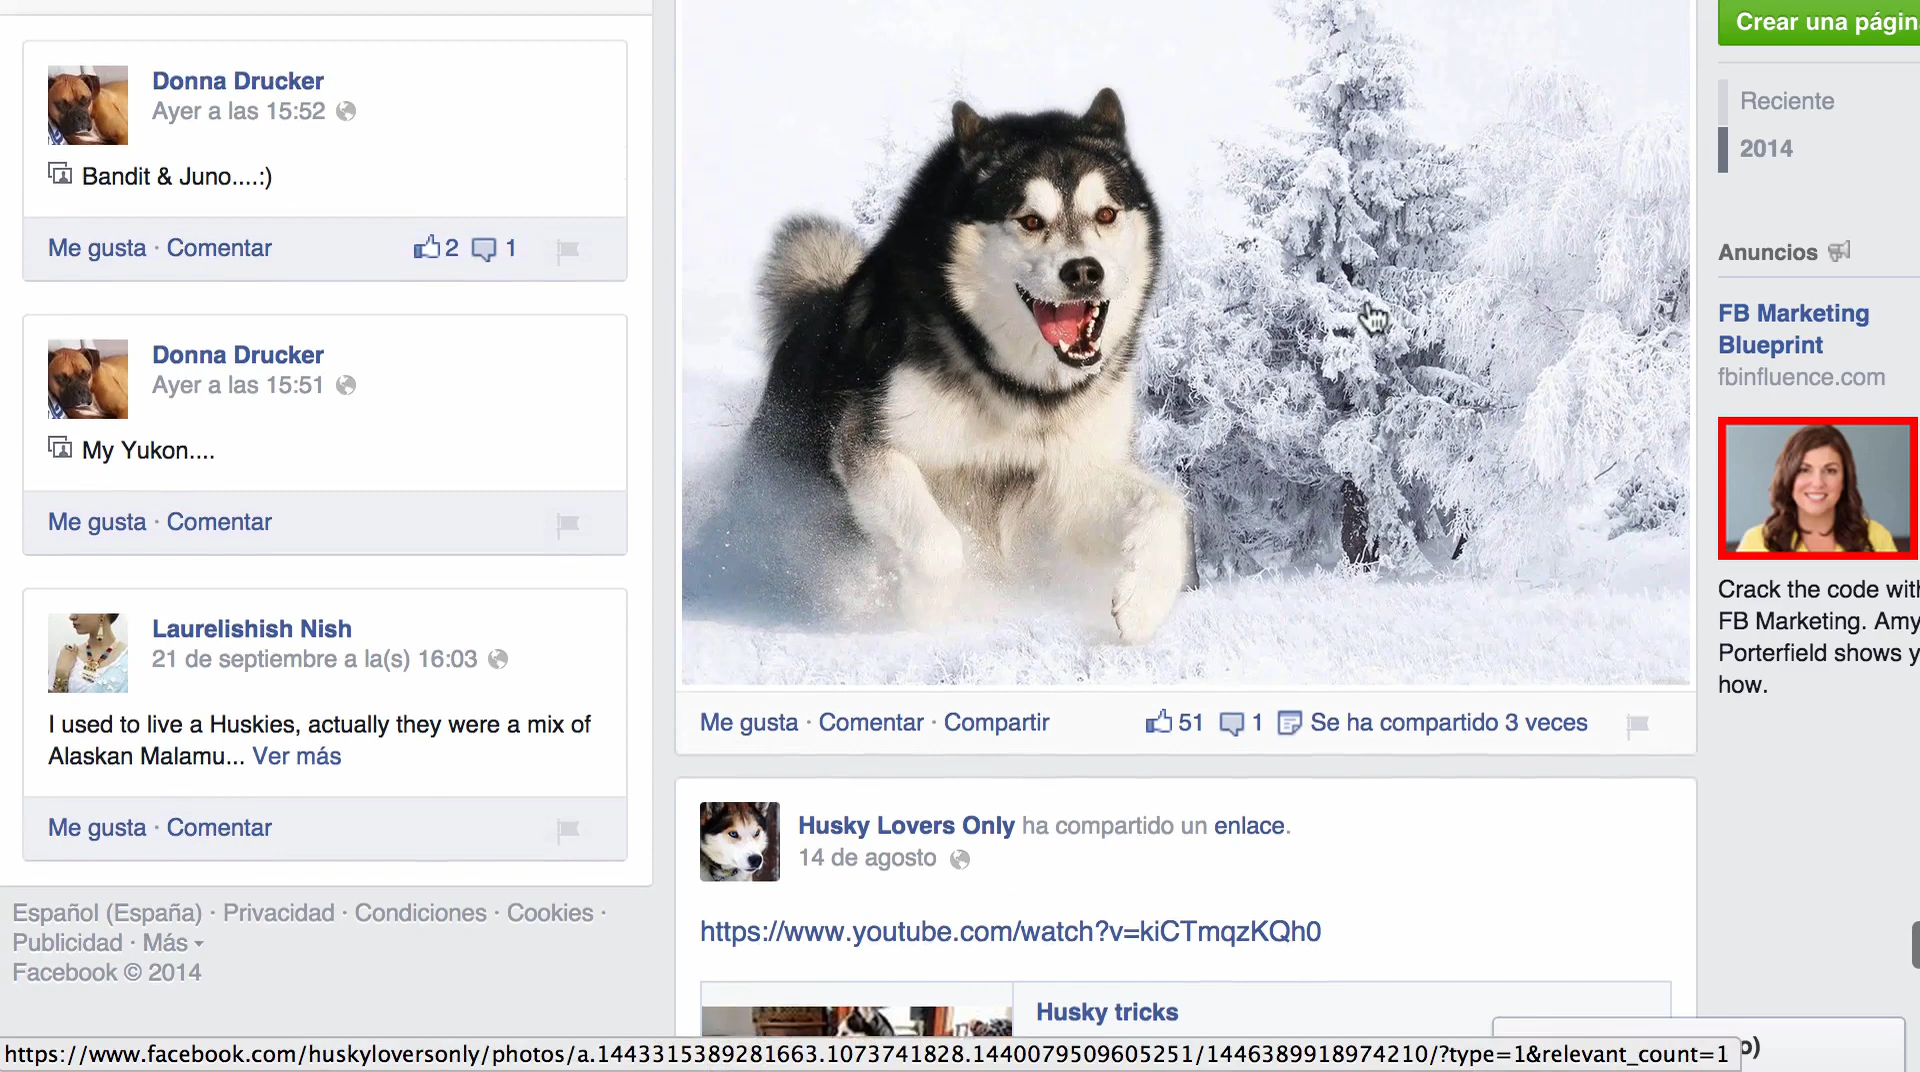 Donna Drucker
Ayer a las 15:52
Bandit & Juno....:)
Me gusta · Comentar
2 1
Donna Drucker
Ayer a las 15:51
My Yukon....
Me gusta · Comentar
Laurelishish Nish
21 de septiembre a la(s) 16:03
I used to live a Huskies, actually they were a mix of
Alaskan Malamu... Ver más
Me gusta · Comentar
Español (España) · Privacidad · Condiciones · Cookies ·
Publicidad · Más
Facebook © 2014
Me gusta · Comentar · Compartir
51 1 Se ha compartido 3 veces
Husky Lovers Only ha compartido un enlace.
14 de agosto
https://www.youtube.com/watch?v=kiCTmqzKQh0
Husky tricks
Crear una págin
Reciente
2014
Anuncios
FB Marketing
Blueprint
fbinfluence.com
Crack the code with
FB Marketing. Amy
Porterfield shows y
how.
https://www.facebook.com/huskyloversonly/photos/a.1443315389281663.1073741828.1440079509605251/1446389918974210/?type=1&relevant_count=1